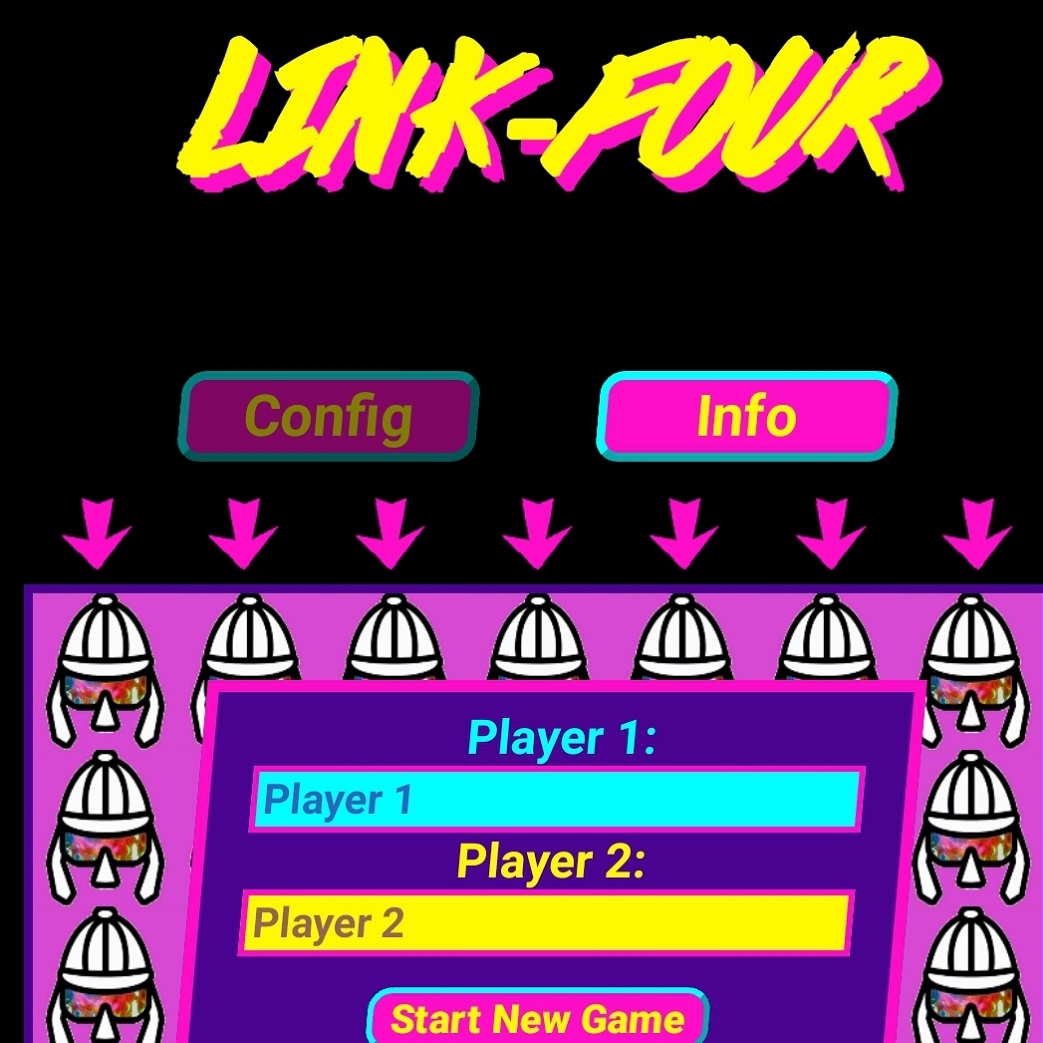 LINK-FOUR
Config
Info
Player 1:
Player 1
Player 2:
Player 2
Start New Game